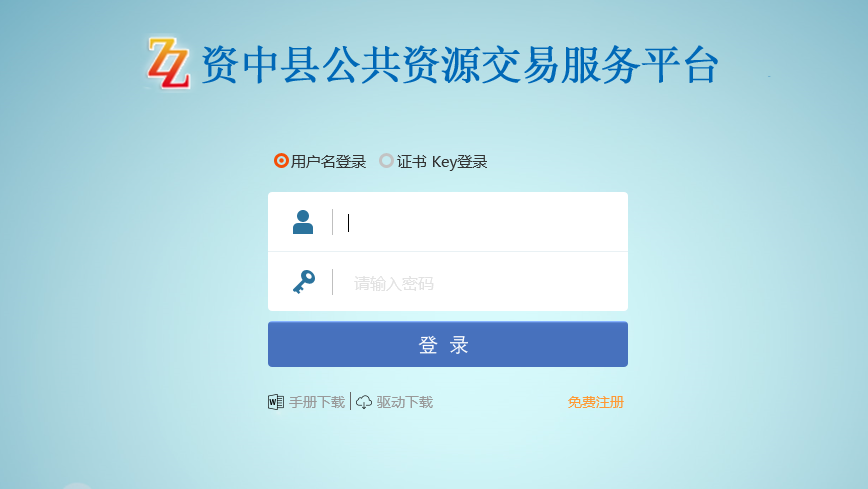 ZZ 资中县公共资源交易服务平台
用户名登录 证书 Key登录
请输入密码
登 录
手册下载 驱动下载 免费注册